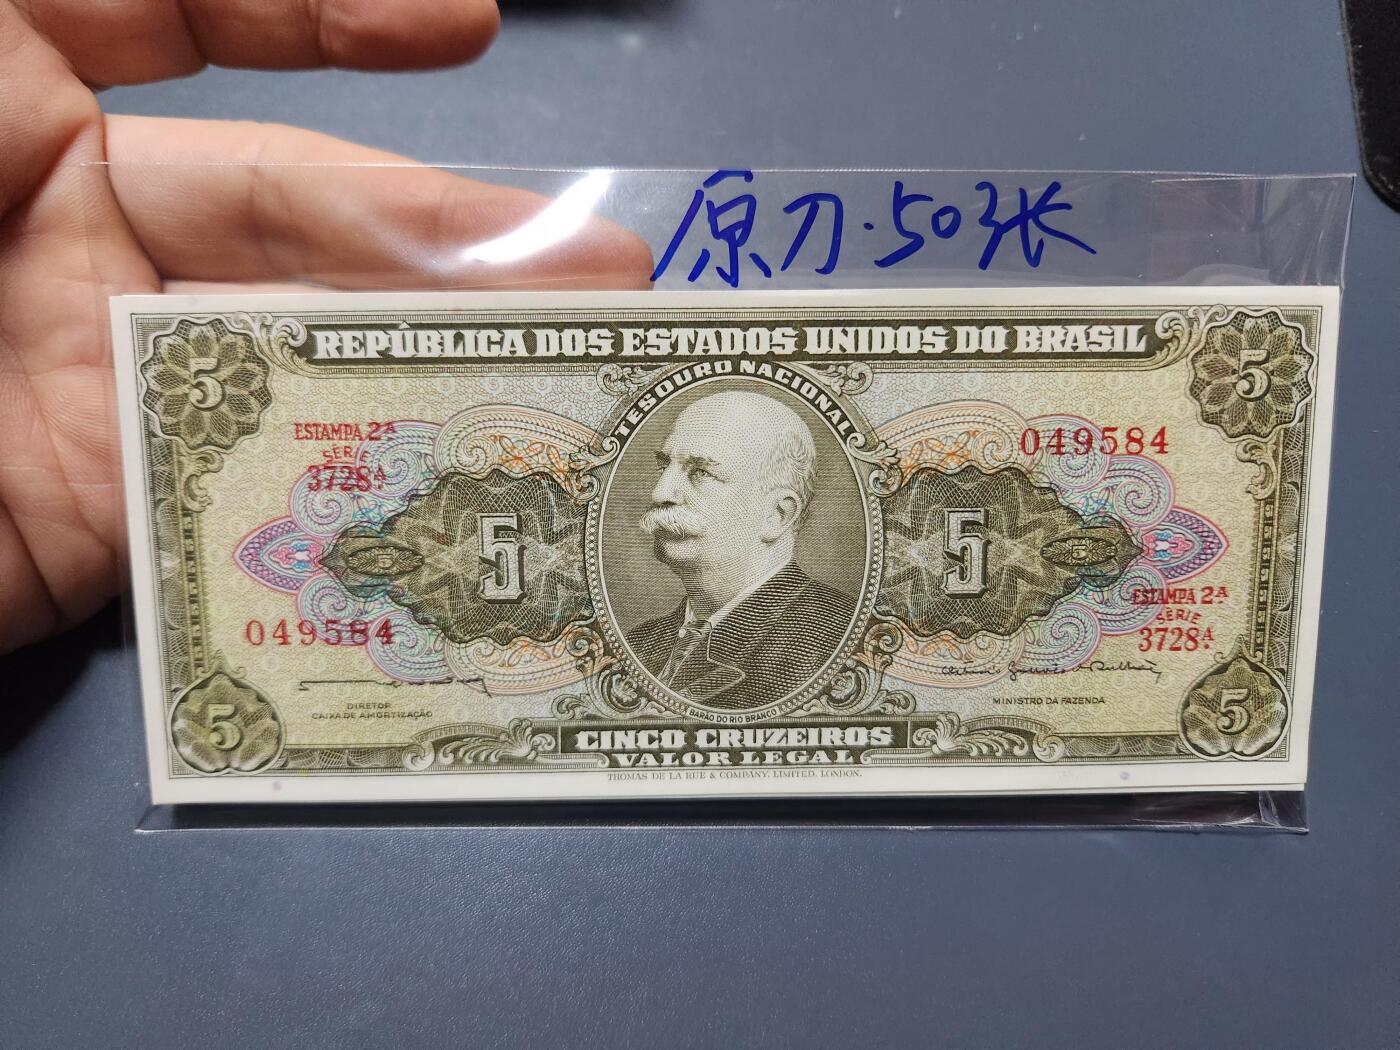 原刀·50张
REPÚBLICA DOS ESTADOS UNIDOS DO BRASIL
TESOURO NACIONAL
5
5
ESTAMPA 2ª
SÉRIE
3728ª
049584
5
5
049584
ESTAMPA 2ª
SÉRIE
3728ª
DIRETOR
CAIXA DE AMORTIZAÇÃO
MINISTRO DA FAZENDA
BARÃO DO RIO BRANCO
5
5
CINCO CRUZEIROS
VALOR LEGAL
THOMAS DE LA RUE & COMPANY, LIMITED, LONDON.